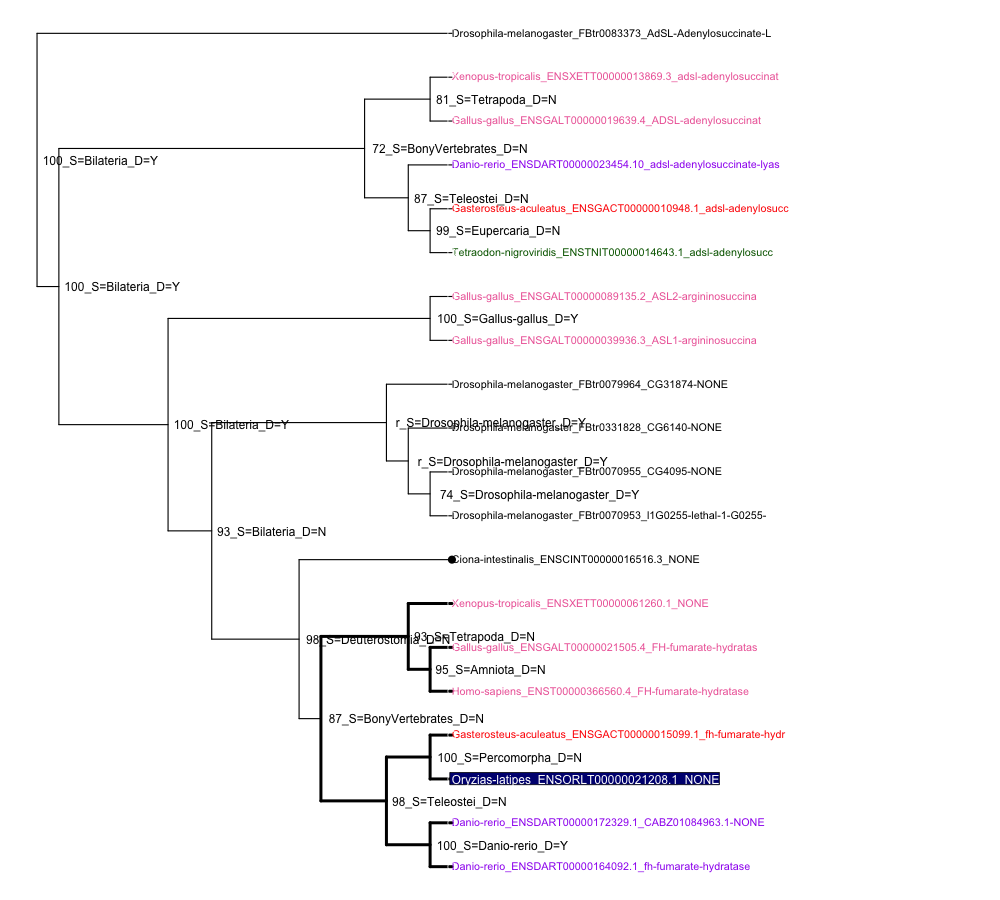 Drosophila-melanogaster_FBtr0083373_AdSL-Adenylosuccinate-L
Xenopus-tropicalis_ENSXETT00000013869.3_adsl-adenylosuccinat
81_S=Tetrapoda_D=N
Gallus-gallus_ENSGALT00000019639.4_ADSL-adenylosuccinat
72_S=BonyVertebrates_D=N
100_S=Bilateria_D=Y
Danio-rerio_ENSDART00000023454.10_adsl-adenylosuccinate-lyas
87_S=Teleostei_D=N
Gasterosteus-aculeatus_ENSGACT00000010948.1_adsl-adenylosucc
99_S=Eupercaria_D=N
Tetraodon-nigroviridis_ENSTNIT00000014643.1_adsl-adenylosucc
100_S=Bilateria_D=Y
Gallus-gallus_ENSGALT00000089135.2_ASL2-argininosuccina
100_S=Gallus-gallus_D=Y
Gallus-gallus_ENSGALT00000039936.3_ASL1-argininosuccina
Drosophila-melanogaster_FBtr0079964_CG31874-NONE
100_S=Bilateria_D=Y
r_S=Drosophila-melanogaster_D=Y
Drosophila-melanogaster_FBtr0331828_CG6140-NONE
r_S=Drosophila-melanogaster_D=Y
Drosophila-melanogaster_FBtr0070955_CG4095-NONE
74_S=Drosophila-melanogaster_D=Y
Drosophila-melanogaster_FBtr0070953_l1G0255-lethal-1-G0255-
93_S=Bilateria_D=N
Ciona-intestinalis_ENSCINT00000016516.3_NONE
Xenopus-tropicalis_ENSXETT00000061260.1_NONE
93_S=Tetrapoda_D=N
98_S=Deuterostomia_D=N
Gallus-gallus_ENSGALT00000021505.4_FH-fumarate-hydratas
95_S=Amniota_D=N
Homo-sapiens_ENST00000366560.4_FH-fumarate-hydratase
87_S=BonyVertebrates_D=N
Gasterosteus-aculeatus_ENSGACT00000015099.1_fh-fumarate-hydr
100_S=Percomorpha_D=N
Oryzias-latipes_ENSORLT00000021208.1_NONE
98_S=Teleostei_D=N
Danio-rerio_ENSDART00000172329.1_CABZ01084963.1-NONE
100_S=Danio-rerio_D=Y
Danio-rerio_ENSDART00000164092.1_fh-fumarate-hydratase